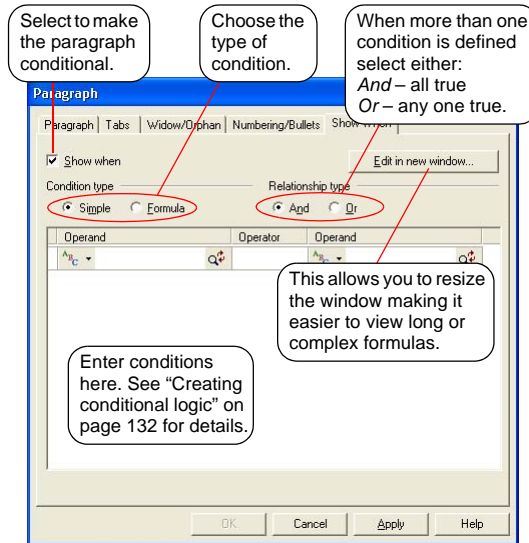 Select to make
the paragraph
conditional.
Choose the
type of
condition.
When more than one
condition is defined
select either:
And – all true
Or – any one true.
Paragraph
Paragraph Tabs Widow/Orphan Numbering/Bullets Show When
Show when
Edit in new window...
Condition type
Relationship type
Simple Formula
And Or
Operand Operator Operand
ABC ABC
This allows you to resize
the window making it
easier to view long or
complex formulas.
Enter conditions
here. See “Creating
conditional logic” on
page 132 for details.
OK Cancel Apply Help